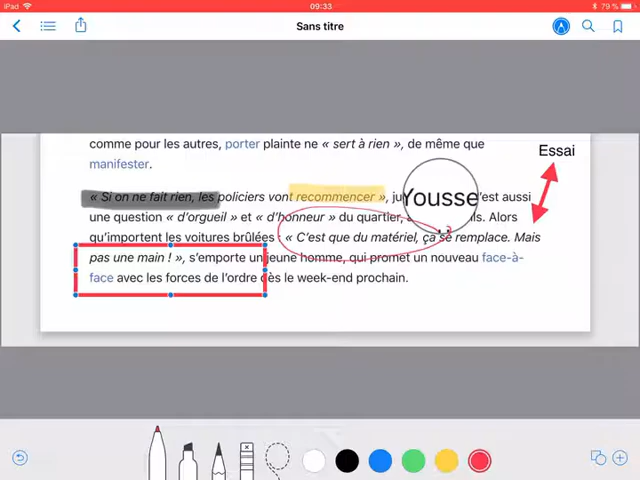 iPad 09:33 79 %
Sans titre
comme pour les autres, porter plainte ne « sert à rien », de même que
manifester.
Essai
« Si on ne fait rien, les policiers vont recommencer », Yousse c'est aussi
une question « d'orgueil » et « d'honneur » du quartier, Alors
qu'importent les voitures brûlées : « C'est que du matériel, ça se remplace. Mais
pas une main ! », s'emporte un jeune homme, qui promet un nouveau face-à-
face avec les forces de l'ordre dès le week-end prochain.